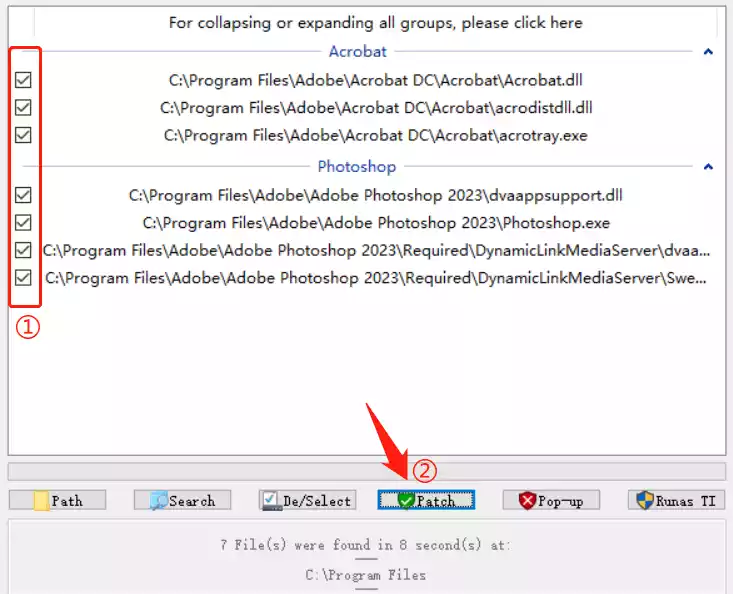 For collapsing or expanding all groups, please click here
Acrobat
C:\Program Files\Adobe\Acrobat DC\Acrobat\Acrobat.dll
C:\Program Files\Adobe\Acrobat DC\Acrobat\acrodistdll.dll
C:\Program Files\Adobe\Acrobat DC\Acrobat\acrotray.exe
Photoshop
C:\Program Files\Adobe\Adobe Photoshop 2023\dvaappsupport.dll
C:\Program Files\Adobe\Adobe Photoshop 2023\Photoshop.exe
C:\Program Files\Adobe\Adobe Photoshop 2023\Required\DynamicLinkMediaServer\dvaa...
C:\Program Files\Adobe\Adobe Photoshop 2023\Required\DynamicLinkMediaServer\Swe...
①
②
Path Search De/Select Patch Pop-up Runas TI
7 File(s) were found in 8 second(s) at:
C:\Program Files